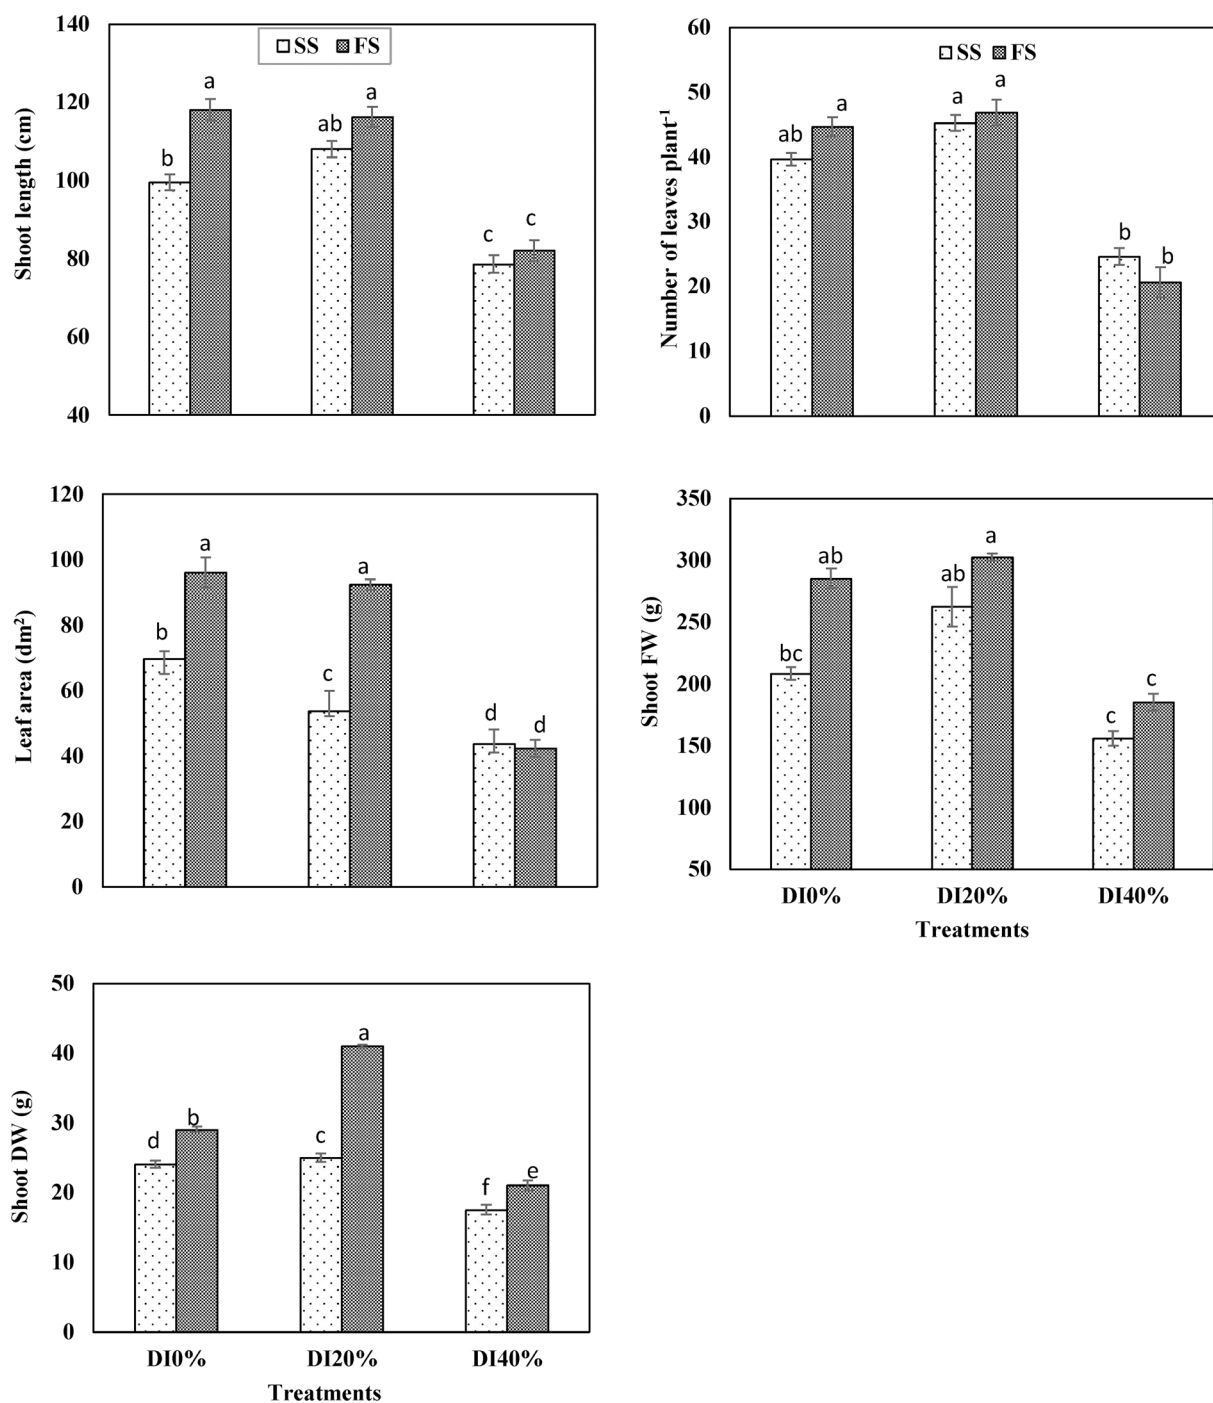 Shoot length (cm)
140
120
100
80
60
40
SS FS
b
a
ab
a
c
c
Number of leaves plant⁻¹
60
50
40
30
20
10
0
SS FS
ab
a
a
a
b
b
Leaf area (dm²)
120
100
80
60
40
20
0
b
a
c
a
d
d
Shoot FW (g)
350
300
250
200
150
100
50
bc
ab
ab
a
c
c
DI0% DI20% DI40%
Treatments
Shoot DW (g)
50
40
30
20
10
0
d
b
c
a
f
e
DI0% DI20% DI40%
Treatments